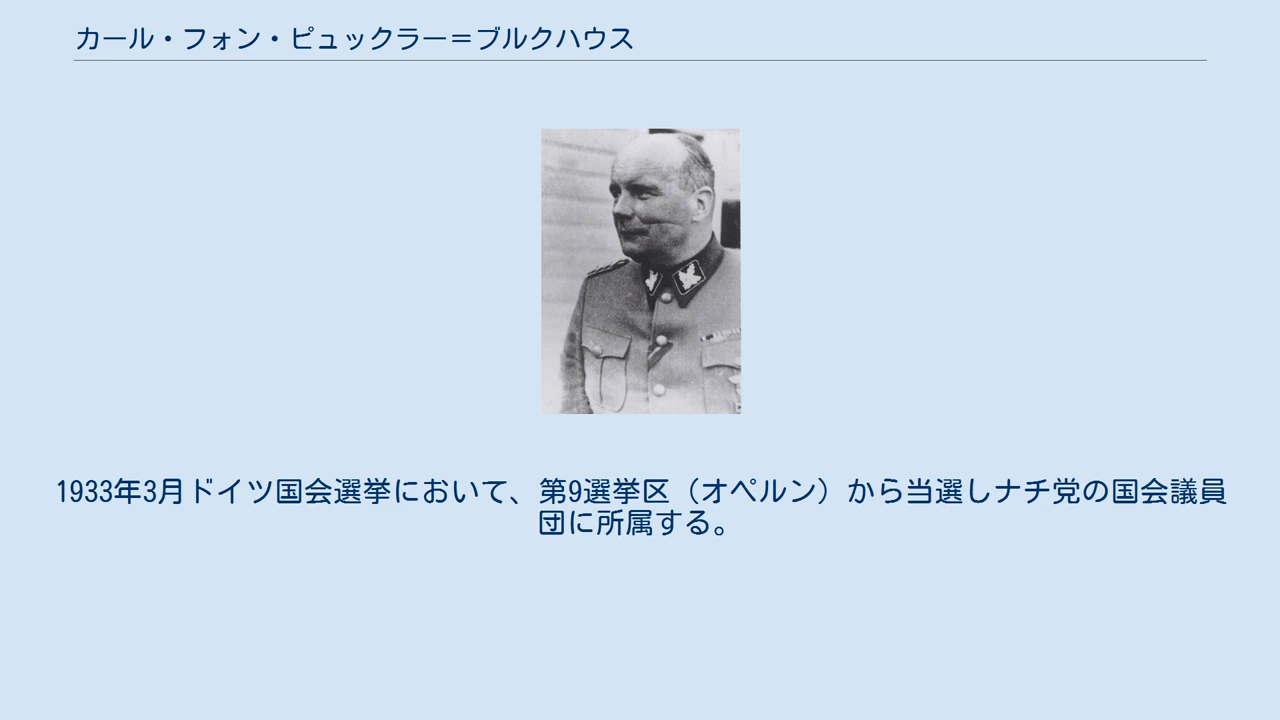 カール・フォン・ピュックラー＝ブルクハウス
1933年3月ドイツ国会選挙において、第9選挙区（オペルン）から当選しナチ党の国会議員
団に所属する。